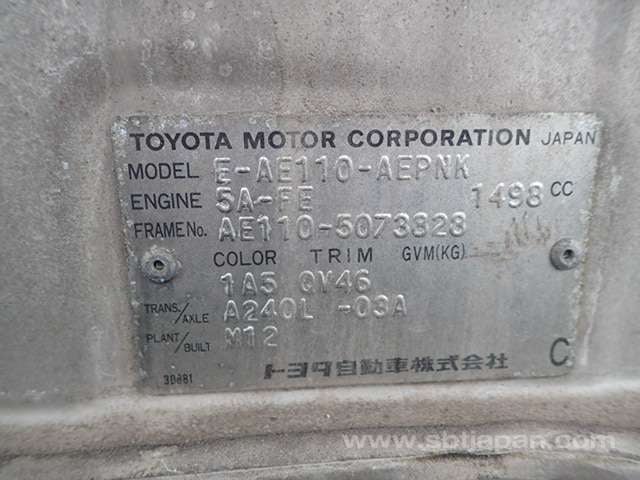 TOYOTA MOTOR CORPORATION JAPAN
MODEL E-AE110-AEPNK
ENGINE 5A-FE 1498 CC
FRAME No. AE110-5073828
COLOR TRIM GVM(KG)
1A5 QY46
TRANS./AXLE A240L -03A
PLANT/BUILT M12
C
トヨタ自動車株式会社
www.sbtjapan.com